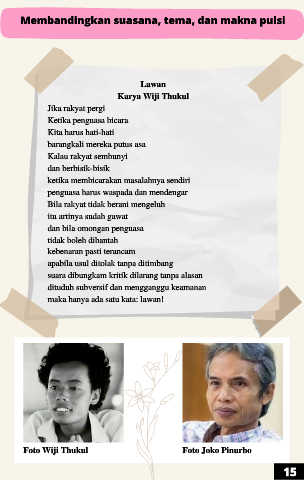 Membandingkan suasana, tema, dan makna puisi
Lawan
Karya Wiji Thukul
Jika rakyat pergi
Ketika penguasa bicara
Kita harus hati-hati
barangkali mereka putus asa
Kalau rakyat sembunyi
dan berbisik-bisik
ketika membicarakan masalahnya sendiri
penguasa harus waspada dan mendengar
Bila rakyat tidak berani mengeluh
itu artinya sudah gawat
dan bila omongan penguasa
tidak boleh dibantah
kebenaran pasti terancam
apabila usul ditolak tanpa ditimbang
suara dibungkam kritik dilarang tanpa alasan
dituduh subversif dan mengganggu keamanan
maka hanya ada satu kata: lawan!
Foto Wiji Thukul
Foto Joko Pinurbo
15